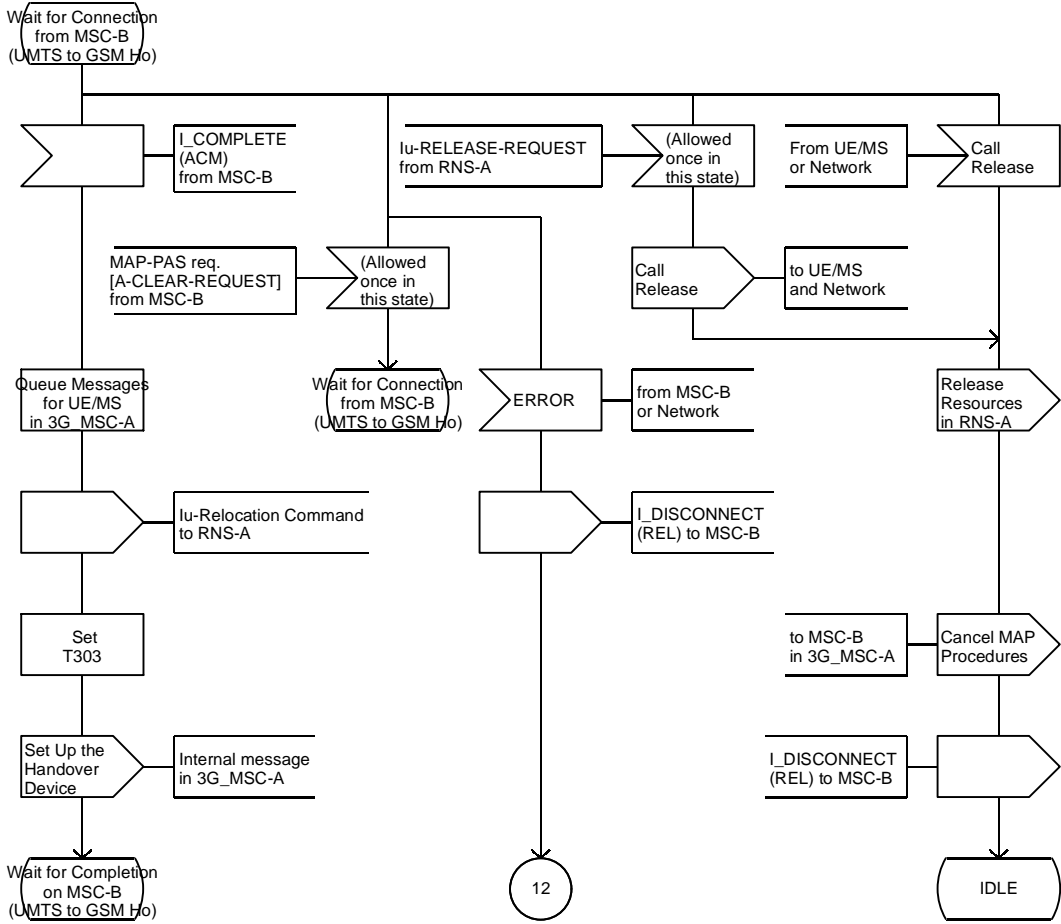 Wait for Connection
from MSC-B
(UMTS to GSM Ho)
I_COMPLETE
(ACM)
from MSC-B
Iu-RELEASE-REQUEST
from RNS-A
(Allowed
once in
this state)
From UE/MS
or Network
Call
Release
MAP-PAS req.
[A-CLEAR-REQUEST]
from MSC-B
(Allowed
once in
this state)
Call
Release
to UE/MS
and Network
Queue Messages
for UE/MS
in 3G_MSC-A
Wait for Connection
from MSC-B
(UMTS to GSM Ho)
ERROR
from MSC-B
or Network
Release
Resources
in RNS-A
Iu-Relocation Command
to RNS-A
I_DISCONNECT
(REL) to MSC-B
Set
T303
to MSC-B
in 3G_MSC-A
Cancel MAP
Procedures
Set Up the
Handover
Device
Internal message
in 3G_MSC-A
I_DISCONNECT
(REL) to MSC-B
Wait for Completion
on MSC-B
(UMTS to GSM Ho)
12
IDLE